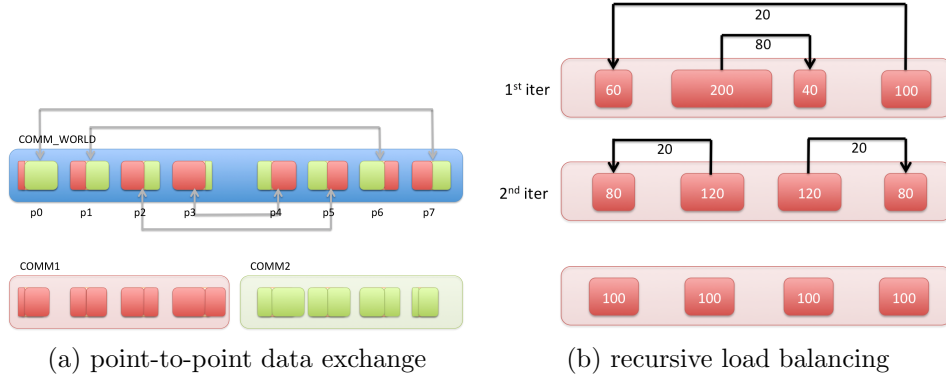 COMM_WORLD
p0 p1 p2 p3 p4 p5 p6 p7
COMM1 COMM2
(a) point-to-point data exchange
20
80
1st iter 60 200 40 100
20 20
2nd iter 80 120 120 80
100 100 100 100
(b) recursive load balancing